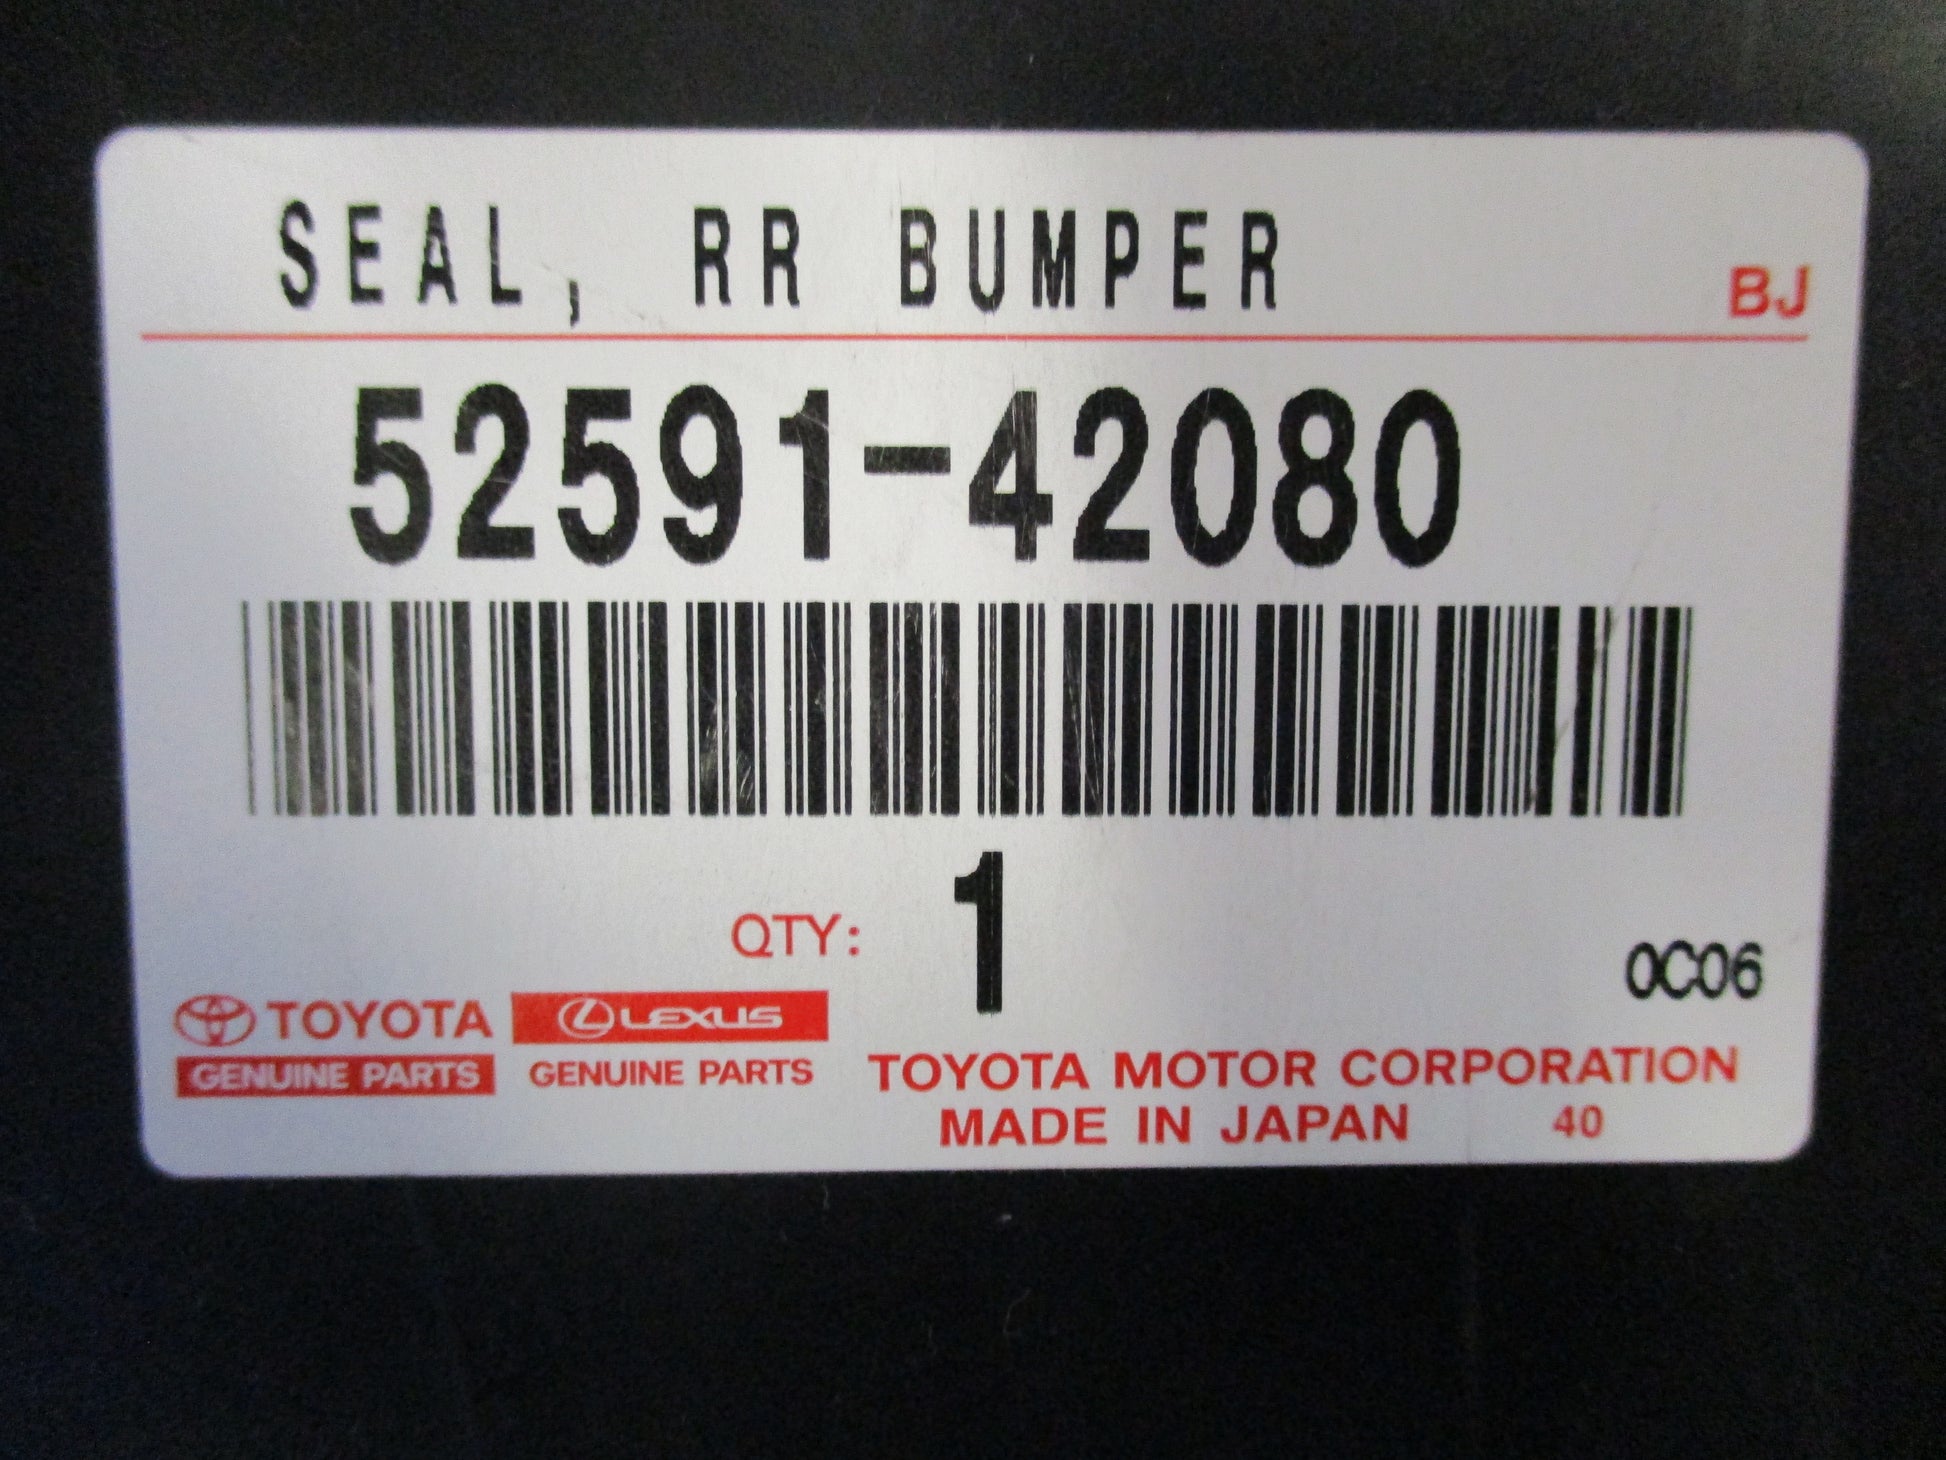 SEAL, RR BUMPER BJ
52591-42080
QTY: 1
0C06
TOYOTA LEXUS
GENUINE PARTS GENUINE PARTS
TOYOTA MOTOR CORPORATION
MADE IN JAPAN 40